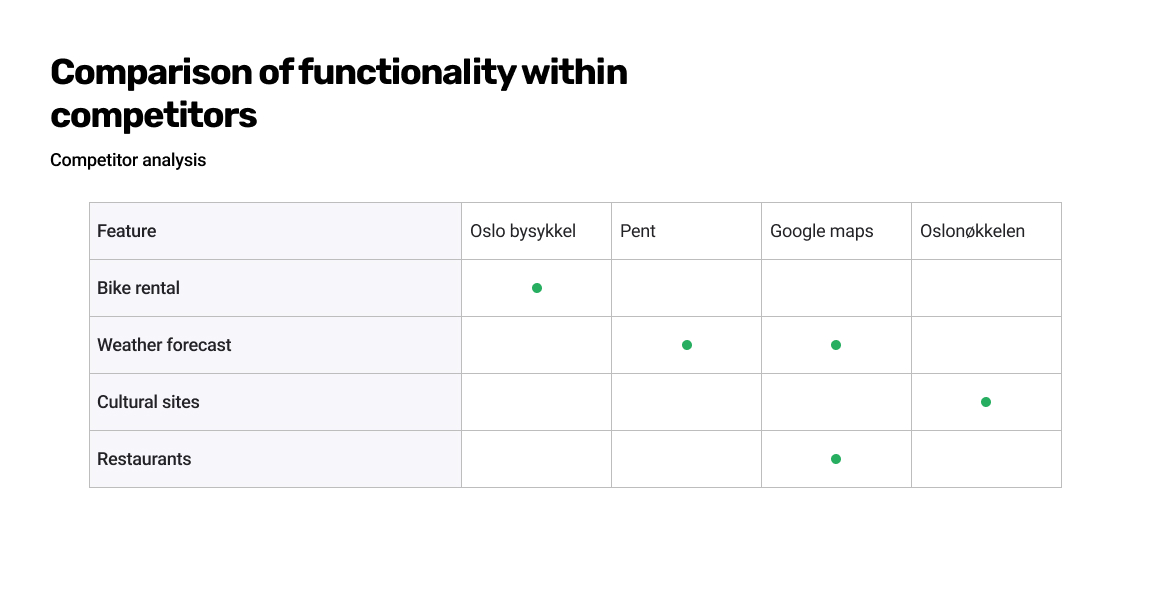 Comparison of functionality within
competitors
Competitor analysis
Feature Oslo bysykkel Pent Google maps Oslonøkkelen
Bike rental
Weather forecast
Cultural sites
Restaurants